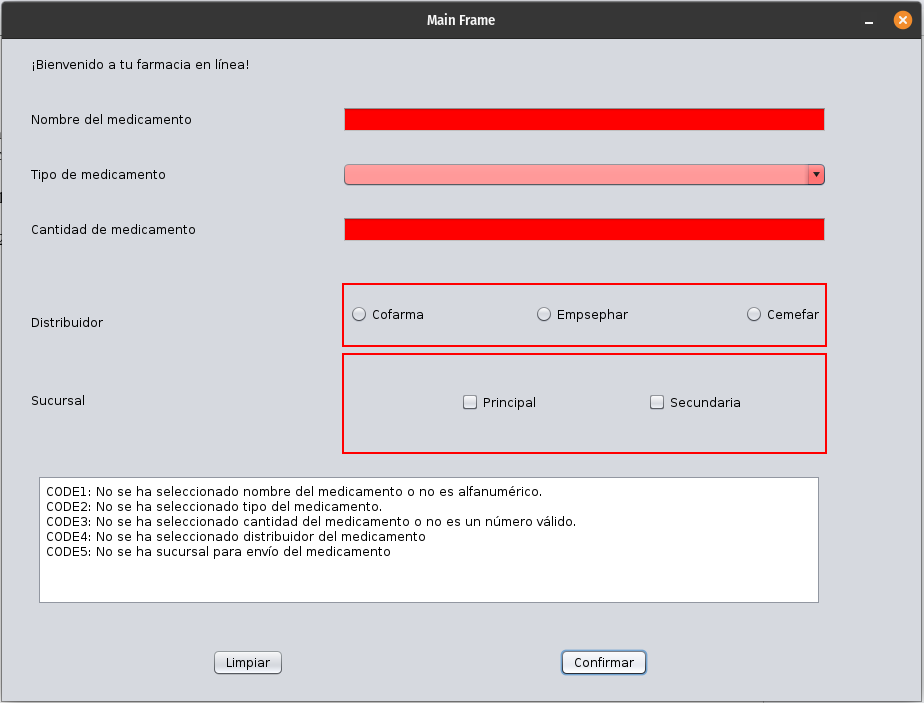 Main Frame
¡Bienvenido a tu farmacia en línea!
Nombre del medicamento
Tipo de medicamento
Cantidad de medicamento
Distribuidor
Cofarma
Empsephar
Cemefar
Sucursal
Principal
Secundaria
CODE1: No se ha seleccionado nombre del medicamento o no es alfanumérico.
CODE2: No se ha seleccionado tipo del medicamento.
CODE3: No se ha seleccionado cantidad del medicamento o no es un número válido.
CODE4: No se ha seleccionado distribuidor del medicamento
CODE5: No se ha sucursal para envío del medicamento
Limpiar
Confirmar